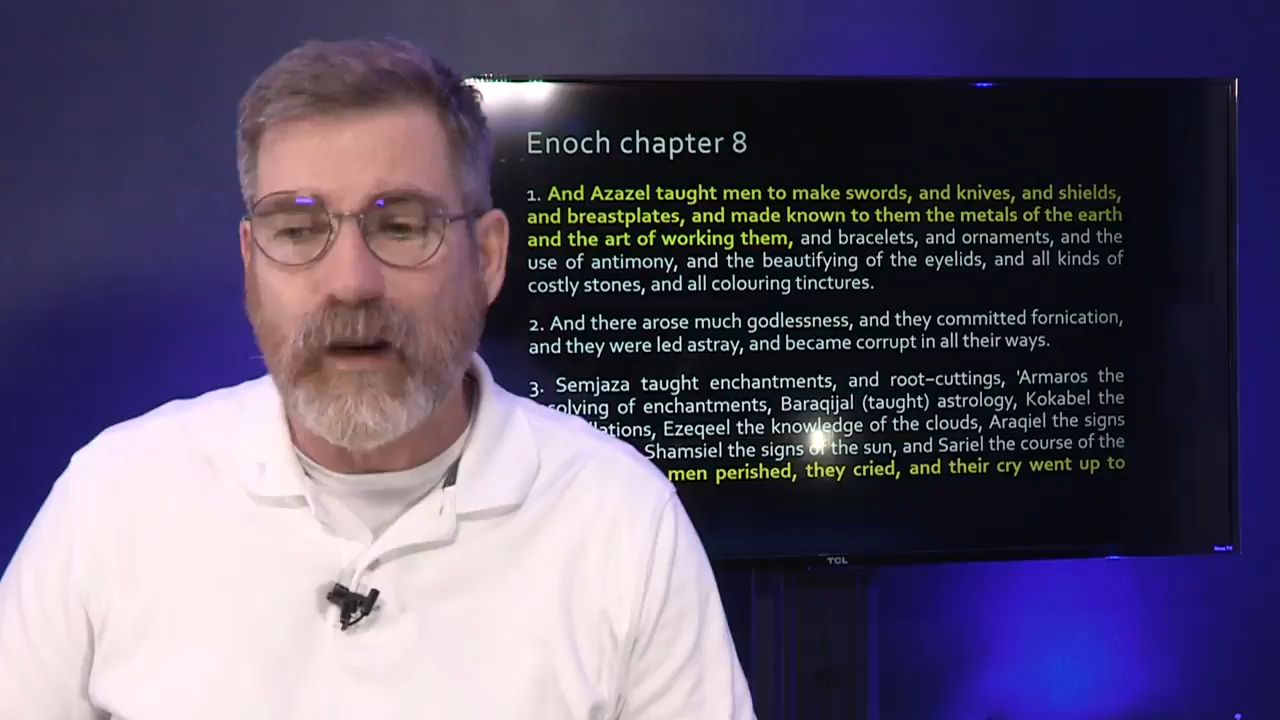 Enoch chapter 8
1. And Azazel taught men to make swords, and knives, and shields,
and breastplates, and made known to them the metals of the earth
and the art of working them, and bracelets, and ornaments, and the
use of antimony, and the beautifying of the eyelids, and all kinds of
costly stones, and all colouring tinctures.
2. And there arose much godlessness, and they committed fornication,
and they were led astray, and became corrupt in all their ways.
3. Semjaza taught enchantments, and root-cuttings, 'Armaros the
solving of enchantments, Baraqijal (taught) astrology, Kokabel the
llations, Ezeqeel the knowledge of the clouds, Araqiel the signs
Shamsiel the signs of the sun, and Sariel the course of the
men perished, they cried, and their cry went up to
TCL
Roku TV